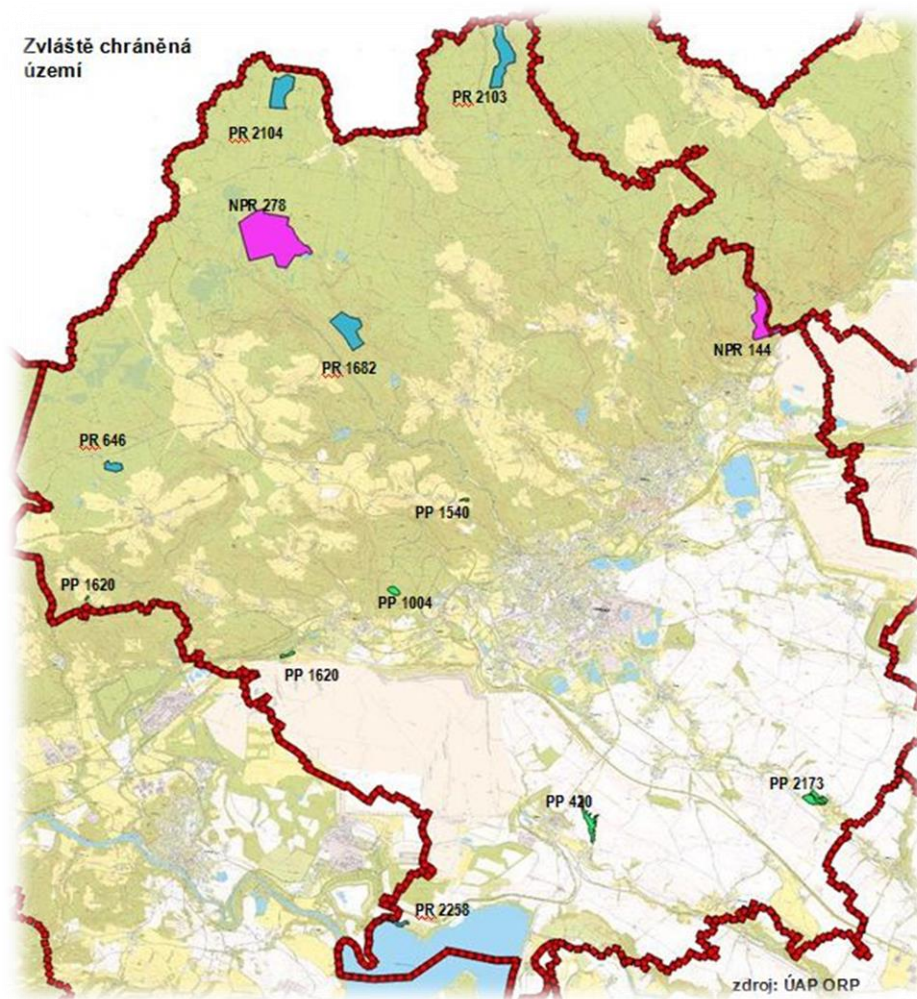 Zvláště chráněná
území
PR 2103
PR 2104
NPR 278
NPR 144
PR 1682
PR 646
PP 1540
PP 1620
PP 1004
PP 1620
PP 2173
PP 420
PR 2258
zdroj: ÚAP ORP